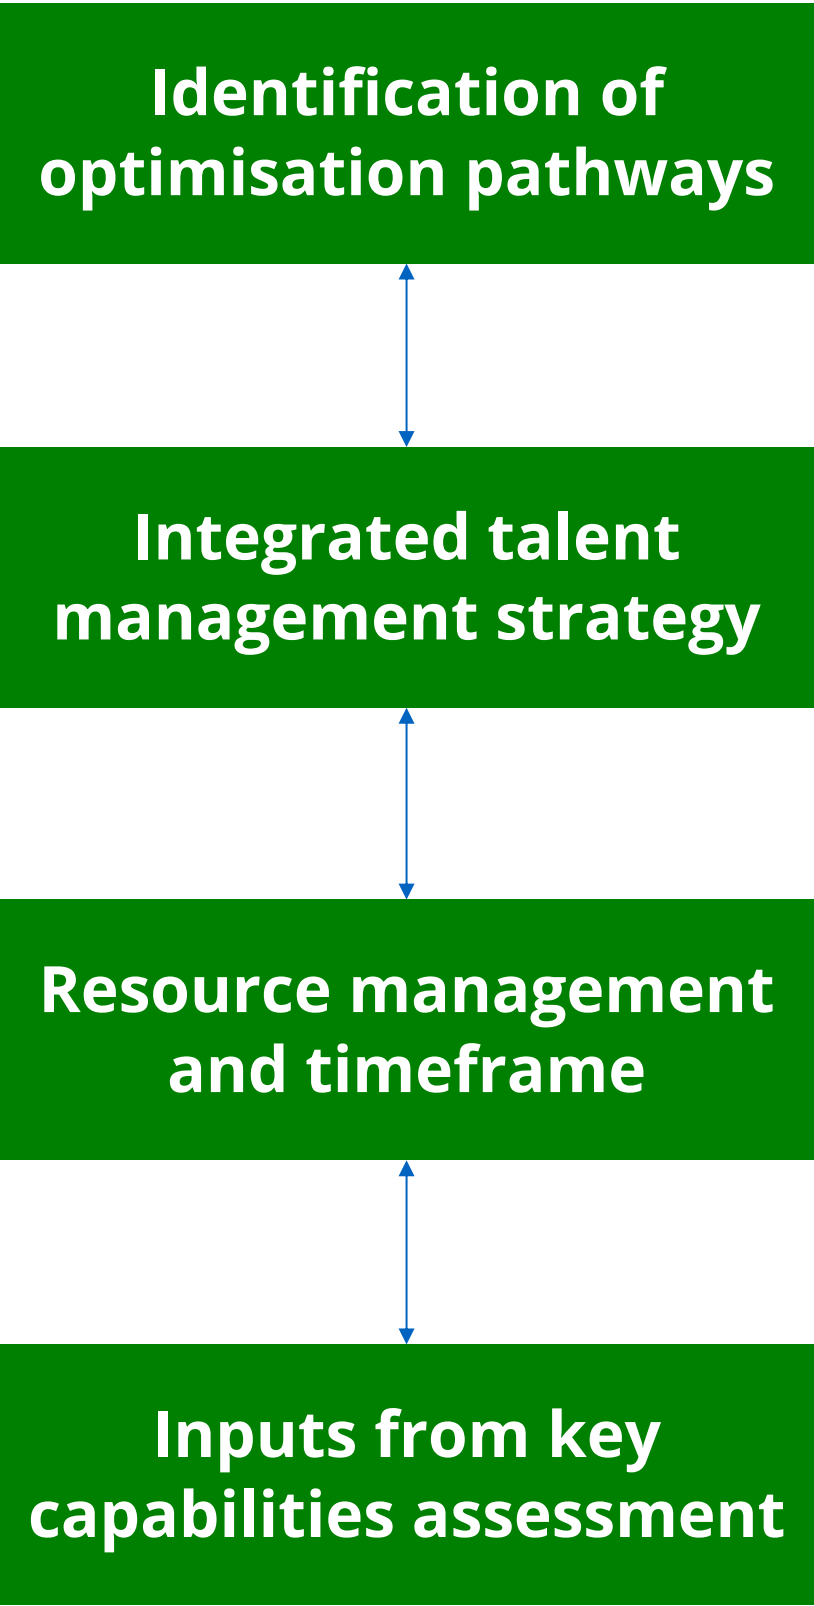 Identification of
optimisation pathways
Integrated talent
management strategy
Resource management
and timeframe
Inputs from key
capabilities assessment